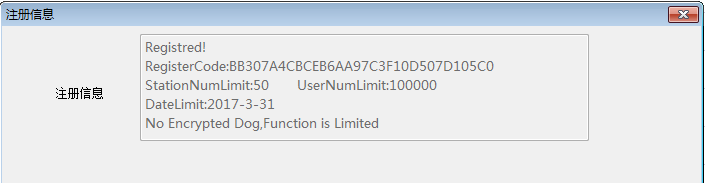 注册信息
Registred!
RegisterCode:BB307A4CBCEB6AA97C3F10D507D105C0
注册信息
StationNumLimit:50 UserNumLimit:100000
DateLimit:2017-3-31
No Encrypted Dog,Function is Limited